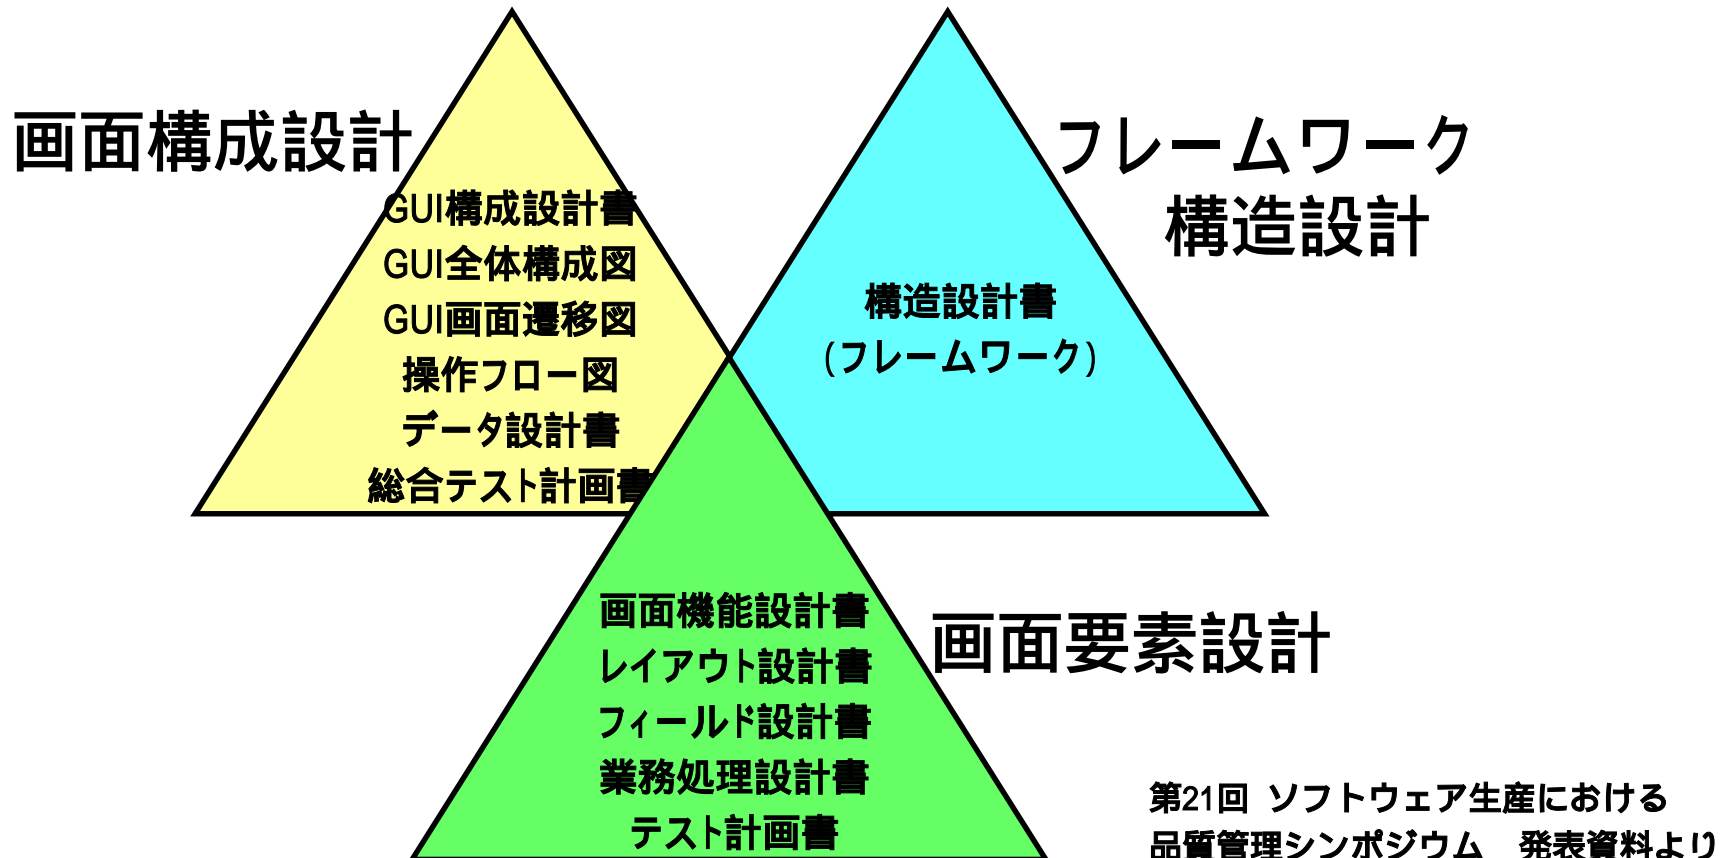 画面構成設計
GUI構成設計書
GUI全体構成図
GUI画面遷移図
操作フロー図
データ設計書
総合テスト計画書
フレームワーク
構造設計
構造設計書
(フレームワーク)
画面要素設計
画面機能設計書
レイアウト設計書
フィールド設計書
業務処理設計書
テスト計画書
第21回 ソフトウェア生産における
品質管理シンポジウム　発表資料より